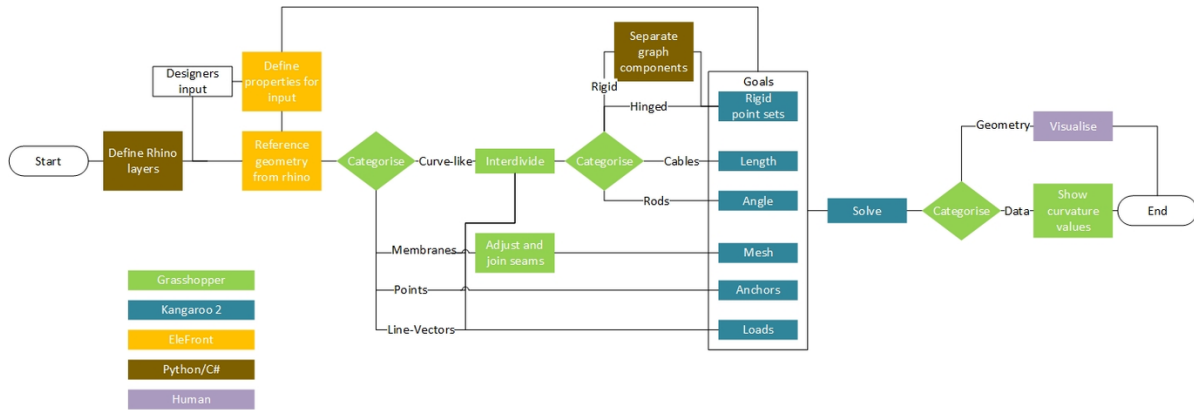 Start
Define Rhino
layers
Designers
input
Define
properties for
input
Reference
geometry
from rhino
Categorise
Curve-like
Membranes
Points
Line-Vectors
Interdivide
Adjust and
join seams
Categorise
Rigid
Hinged
Cables
Rods
Separate
graph
components
Goals
Rigid
point sets
Length
Angle
Mesh
Anchors
Loads
Solve
Categorise
Geometry
Data
Visualise
Show
curvature
values
End
Grasshopper
Kangaroo 2
EleFront
Python/C#
Human